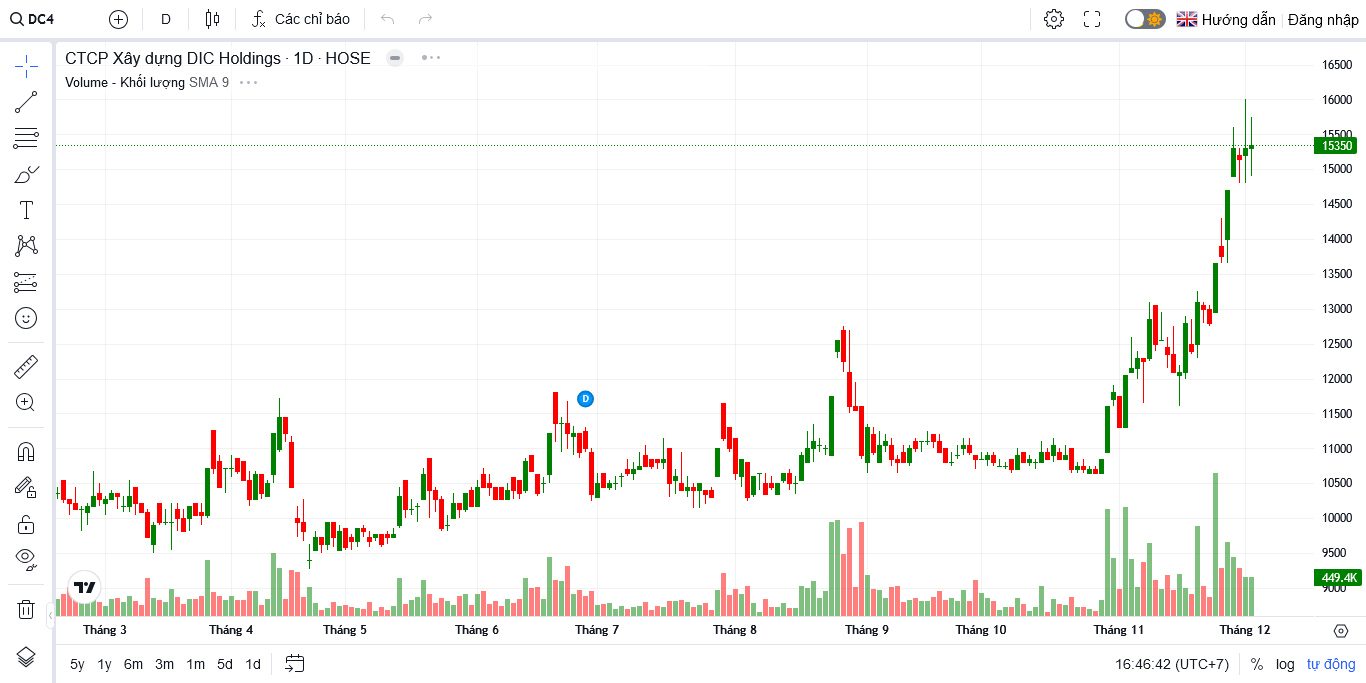 DC4
D
Các chỉ báo
Hướng dẫn
Đăng nhập
CTCP Xây dựng DIC Holdings · 1D · HOSE
Volume - Khối lượng SMA 9
16500
16000
15500
15350
15000
14500
14000
13500
13000
12500
12000
11500
11000
10500
10000
9500
449.4K
9000
D
Tháng 3
Tháng 4
Tháng 5
Tháng 6
Tháng 7
Tháng 8
Tháng 9
Tháng 10
Tháng 11
Tháng 12
5y 1y 6m 3m 1m 5d 1d
16:46:42 (UTC+7)
% log tự động